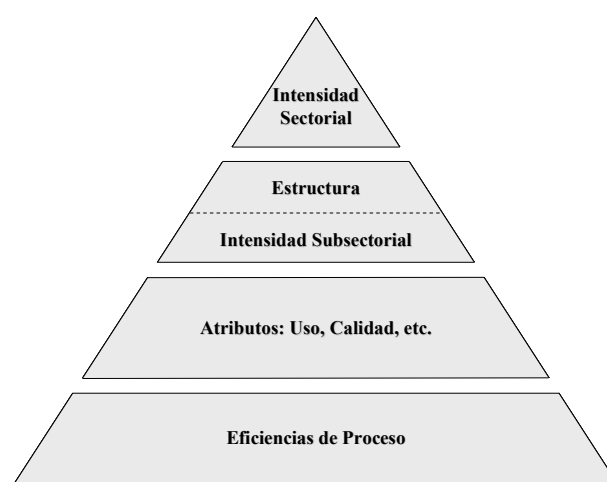 Intensidad
Sectorial
Estructura
Intensidad Subsectorial
Atributos: Uso, Calidad, etc.
Eficiencias de Proceso